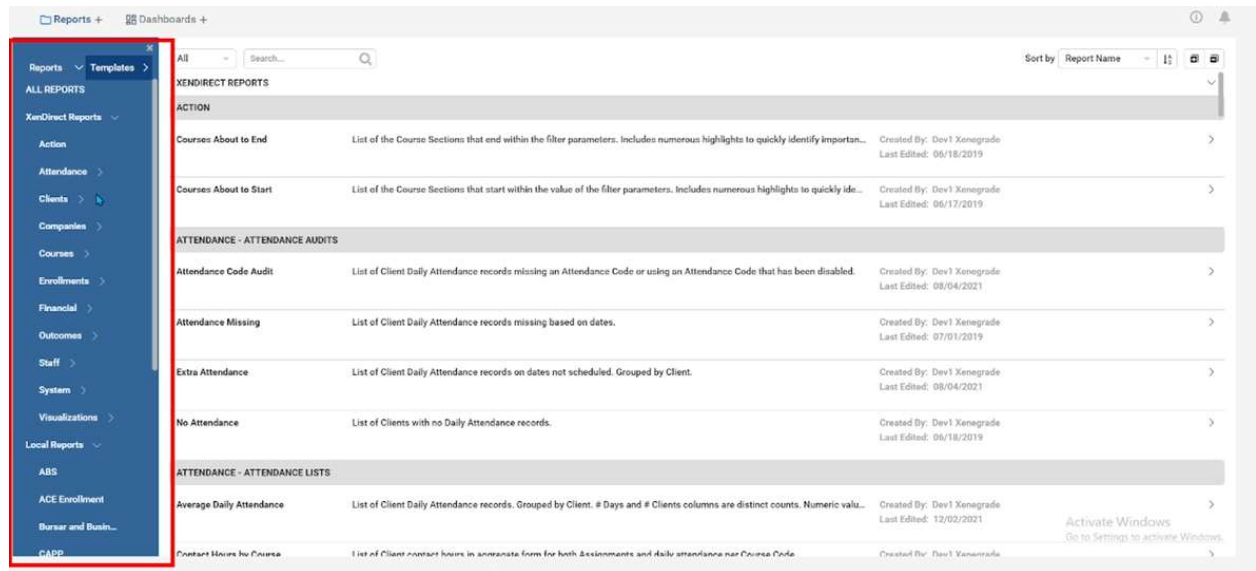 Reports +
Dashboards +
Reports
Templates
ALL REPORTS
XenDirect Reports
Action
Attendance
Clients
Companies
Courses
Enrollments
Financial
Outcomes
Staff
System
Visualizations
Local Reports
ABS
ACE Enrollment
Bursar and Busin...
CAPP
All
Search...
Sort by
Report Name
XENDIRECT REPORTS
ACTION
Courses About to End
List of the Course Sections that end within the filter parameters. Includes numerous highlights to quickly identify importan...
Created By: Dev1 Xenegrade
Last Edited: 06/18/2019
Courses About to Start
List of the Course Sections that start within the value of the filter parameters. Includes numerous highlights to quickly ide...
Created By: Dev1 Xenegrade
Last Edited: 06/17/2019
ATTENDANCE - ATTENDANCE AUDITS
Attendance Code Audit
List of Client Daily Attendance records missing an Attendance Code or using an Attendance Code that has been disabled.
Created By: Dev1 Xenegrade
Last Edited: 08/04/2021
Attendance Missing
List of Client Daily Attendance records missing based on dates.
Created By: Dev1 Xenegrade
Last Edited: 07/01/2019
Extra Attendance
List of Client Daily Attendance records on dates not scheduled. Grouped by Client.
Created By: Dev1 Xenegrade
Last Edited: 08/04/2021
No Attendance
List of Clients with no Daily Attendance records.
Created By: Dev1 Xenegrade
Last Edited: 06/18/2019
ATTENDANCE - ATTENDANCE LISTS
Average Daily Attendance
List of Client Daily Attendance records. Grouped by Client. # Days and # Clients columns are distinct counts. Numeric valu...
Created By: Dev1 Xenegrade
Last Edited: 12/02/2021
Contact Hours by Course
List of Client contact hours in aggregate form for both Assignments and daily attendance per Course Code.
Created By: Dev1 Xenegrade
Activate Windows
Go to Settings to activate Windows.